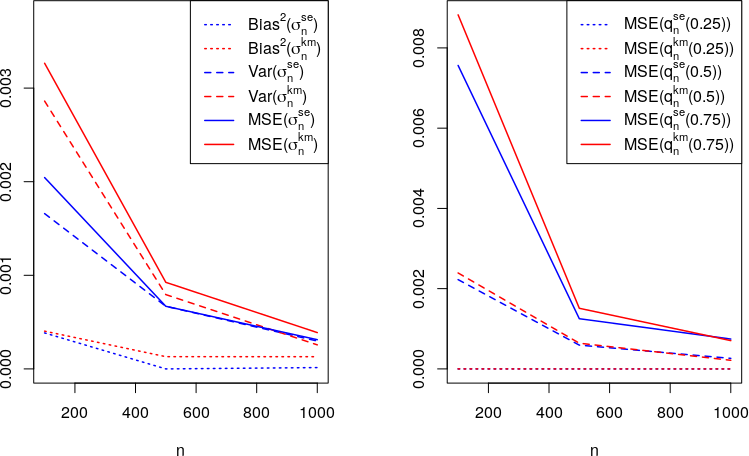 Bias²(σₙˢᵉ)
Bias²(σₙᵏᵐ)
Var(σₙˢᵉ)
Var(σₙᵏᵐ)
MSE(σₙˢᵉ)
MSE(σₙᵏᵐ)
0.003
0.002
0.001
0.000
200 400 600 800 1000
n
MSE(qₙˢᵉ(0.25))
MSE(qₙᵏᵐ(0.25))
MSE(qₙˢᵉ(0.5))
MSE(qₙᵏᵐ(0.5))
MSE(qₙˢᵉ(0.75))
MSE(qₙᵏᵐ(0.75))
0.008
0.006
0.004
0.002
0.000
200 400 600 800 1000
n